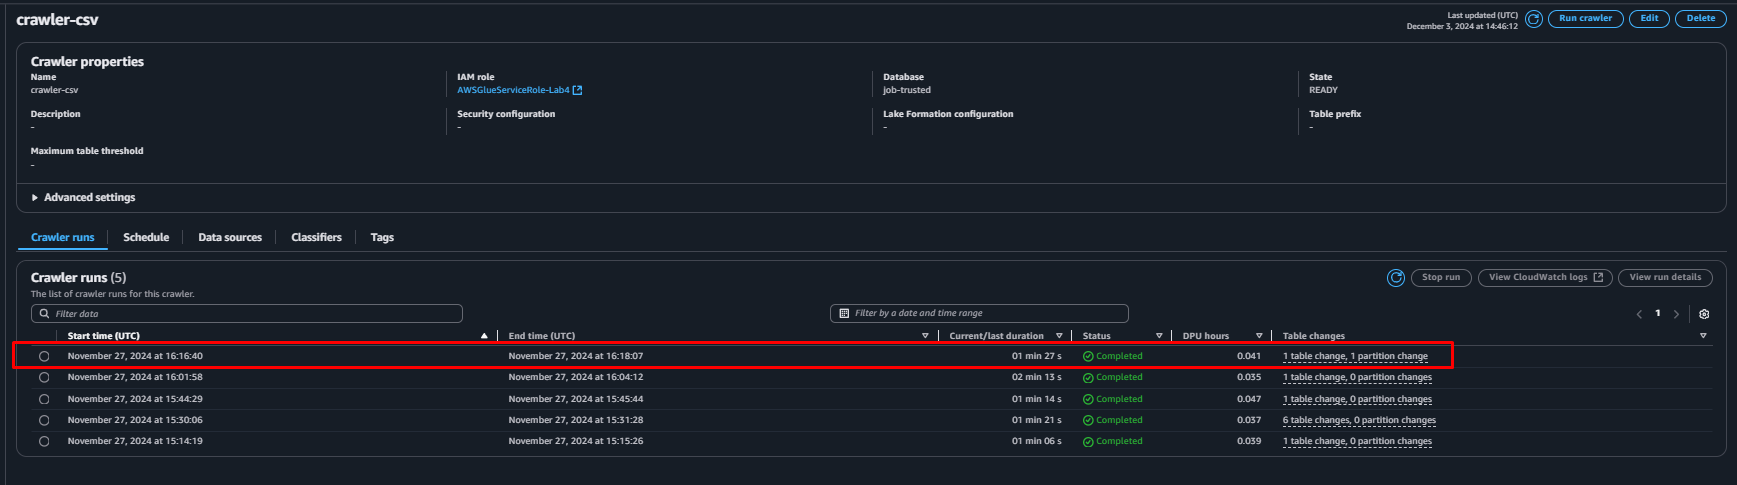 crawler-csv
Last updated (UTC)
December 3, 2024 at 14:46:12
Run crawler
Edit
Delete
Crawler properties
Name
crawler-csv
IAM role
AWSGlueServiceRole-Lab4
Database
job-trusted
State
READY
Description
-
Security configuration
-
Lake Formation configuration
-
Table prefix
-
Maximum table threshold
-
Advanced settings
Crawler runs
Schedule
Data sources
Classifiers
Tags
Crawler runs (5)
The list of crawler runs for this crawler.
Stop run
View CloudWatch logs
View run details
Filter data
Filter by a date and time range
1
Start time (UTC) End time (UTC) Current/last duration Status DPU hours Table changes
November 27, 2024 at 16:16:40 November 27, 2024 at 16:18:07 01 min 27 s Completed 0.041 1 table change, 1 partition change
November 27, 2024 at 16:01:58 November 27, 2024 at 16:04:12 02 min 13 s Completed 0.035 1 table change, 0 partition changes
November 27, 2024 at 15:44:29 November 27, 2024 at 15:45:44 01 min 14 s Completed 0.047 1 table change, 0 partition changes
November 27, 2024 at 15:30:06 November 27, 2024 at 15:31:28 01 min 21 s Completed 0.037 6 table changes, 0 partition changes
November 27, 2024 at 15:14:19 November 27, 2024 at 15:15:26 01 min 06 s Completed 0.039 1 table change, 0 partition changes